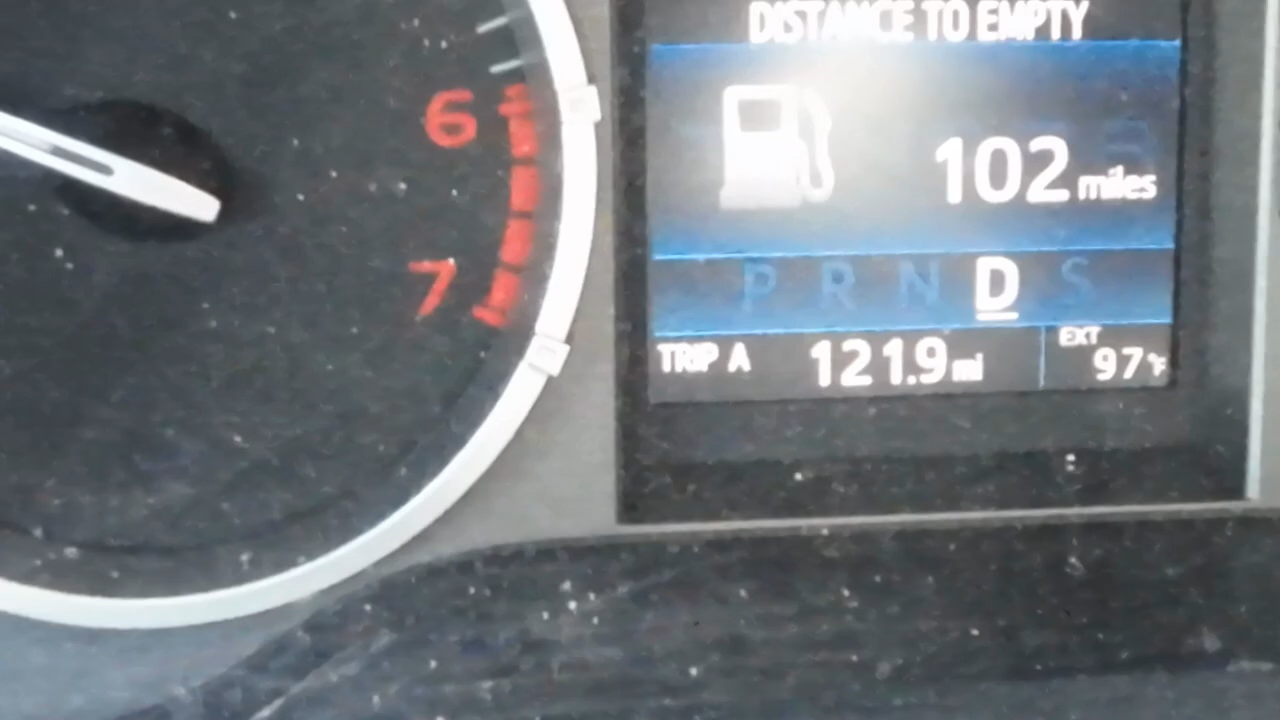 6
7
DISTANCE TO EMPTY
102 miles
P R N D S
TRIP A 121.9 mi
EXT
97°F